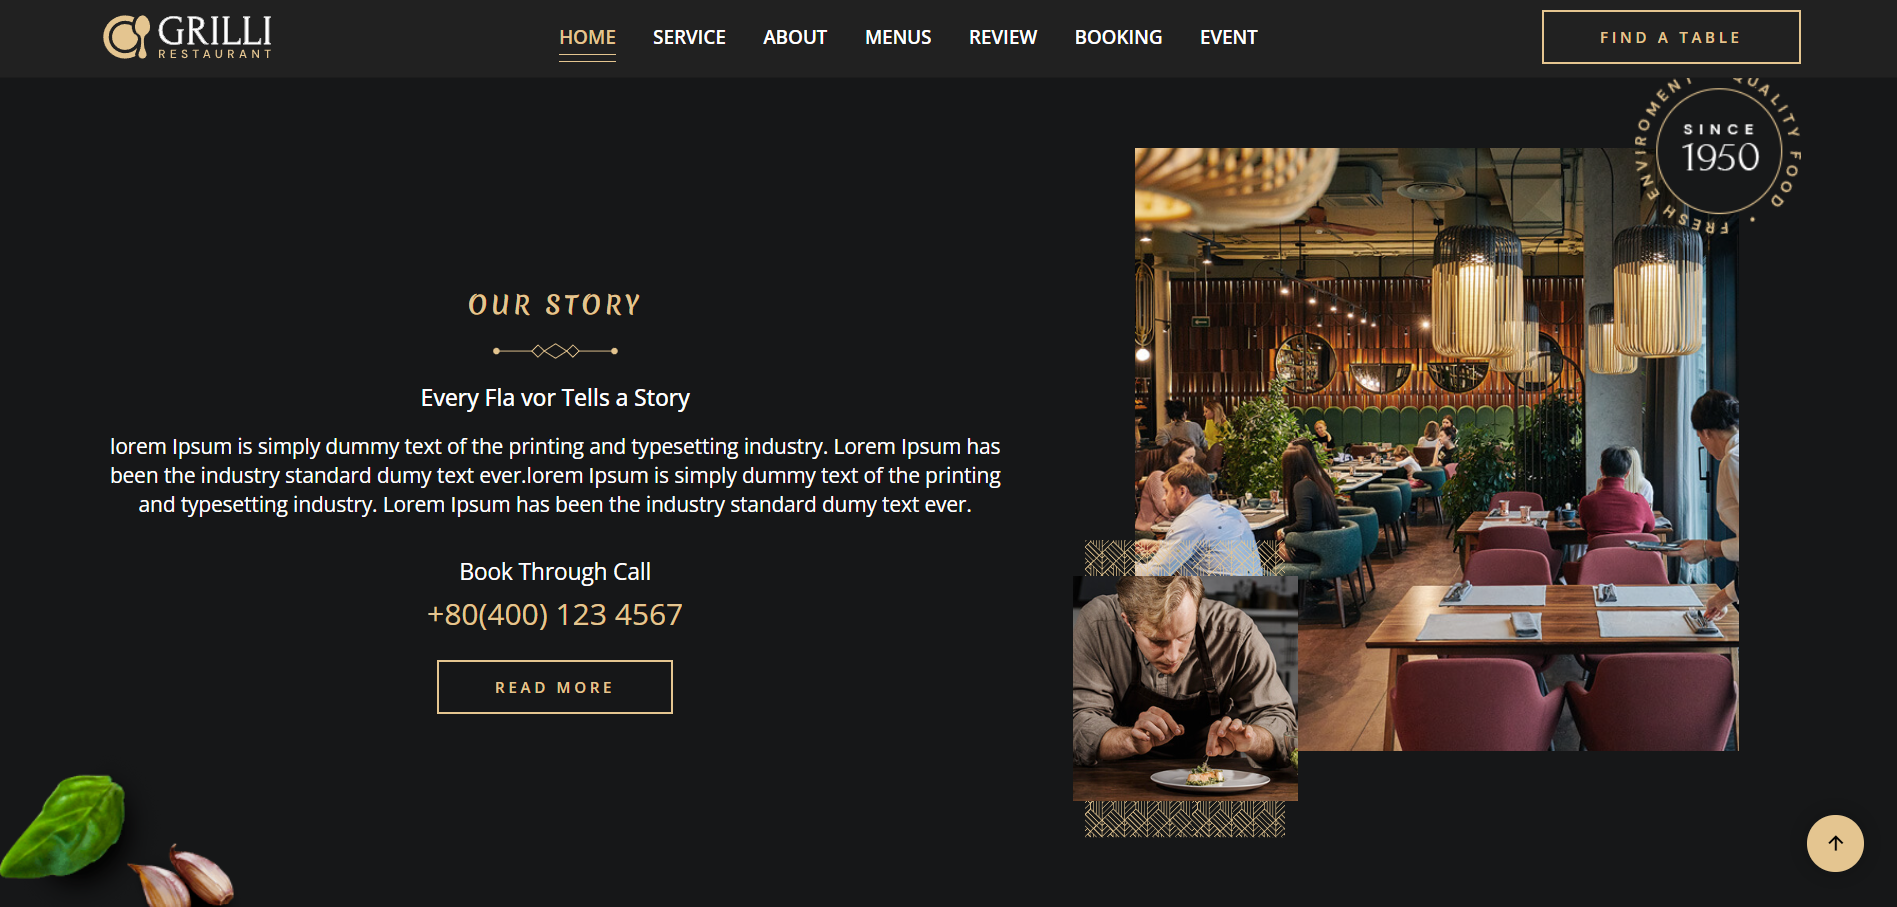 GRILLI
RESTAURANT
HOME
SERVICE
ABOUT
MENUS
REVIEW
BOOKING
EVENT
FIND A TABLE
FRESH ENVIROMENT QUALITY FOOD •
SINCE
1950
OUR STORY
Every Fla vor Tells a Story
lorem Ipsum is simply dummy text of the printing and typesetting industry. Lorem Ipsum has
been the industry standard dumy text ever.lorem Ipsum is simply dummy text of the printing
and typesetting industry. Lorem Ipsum has been the industry standard dumy text ever.
Book Through Call
+80(400) 123 4567
READ MORE